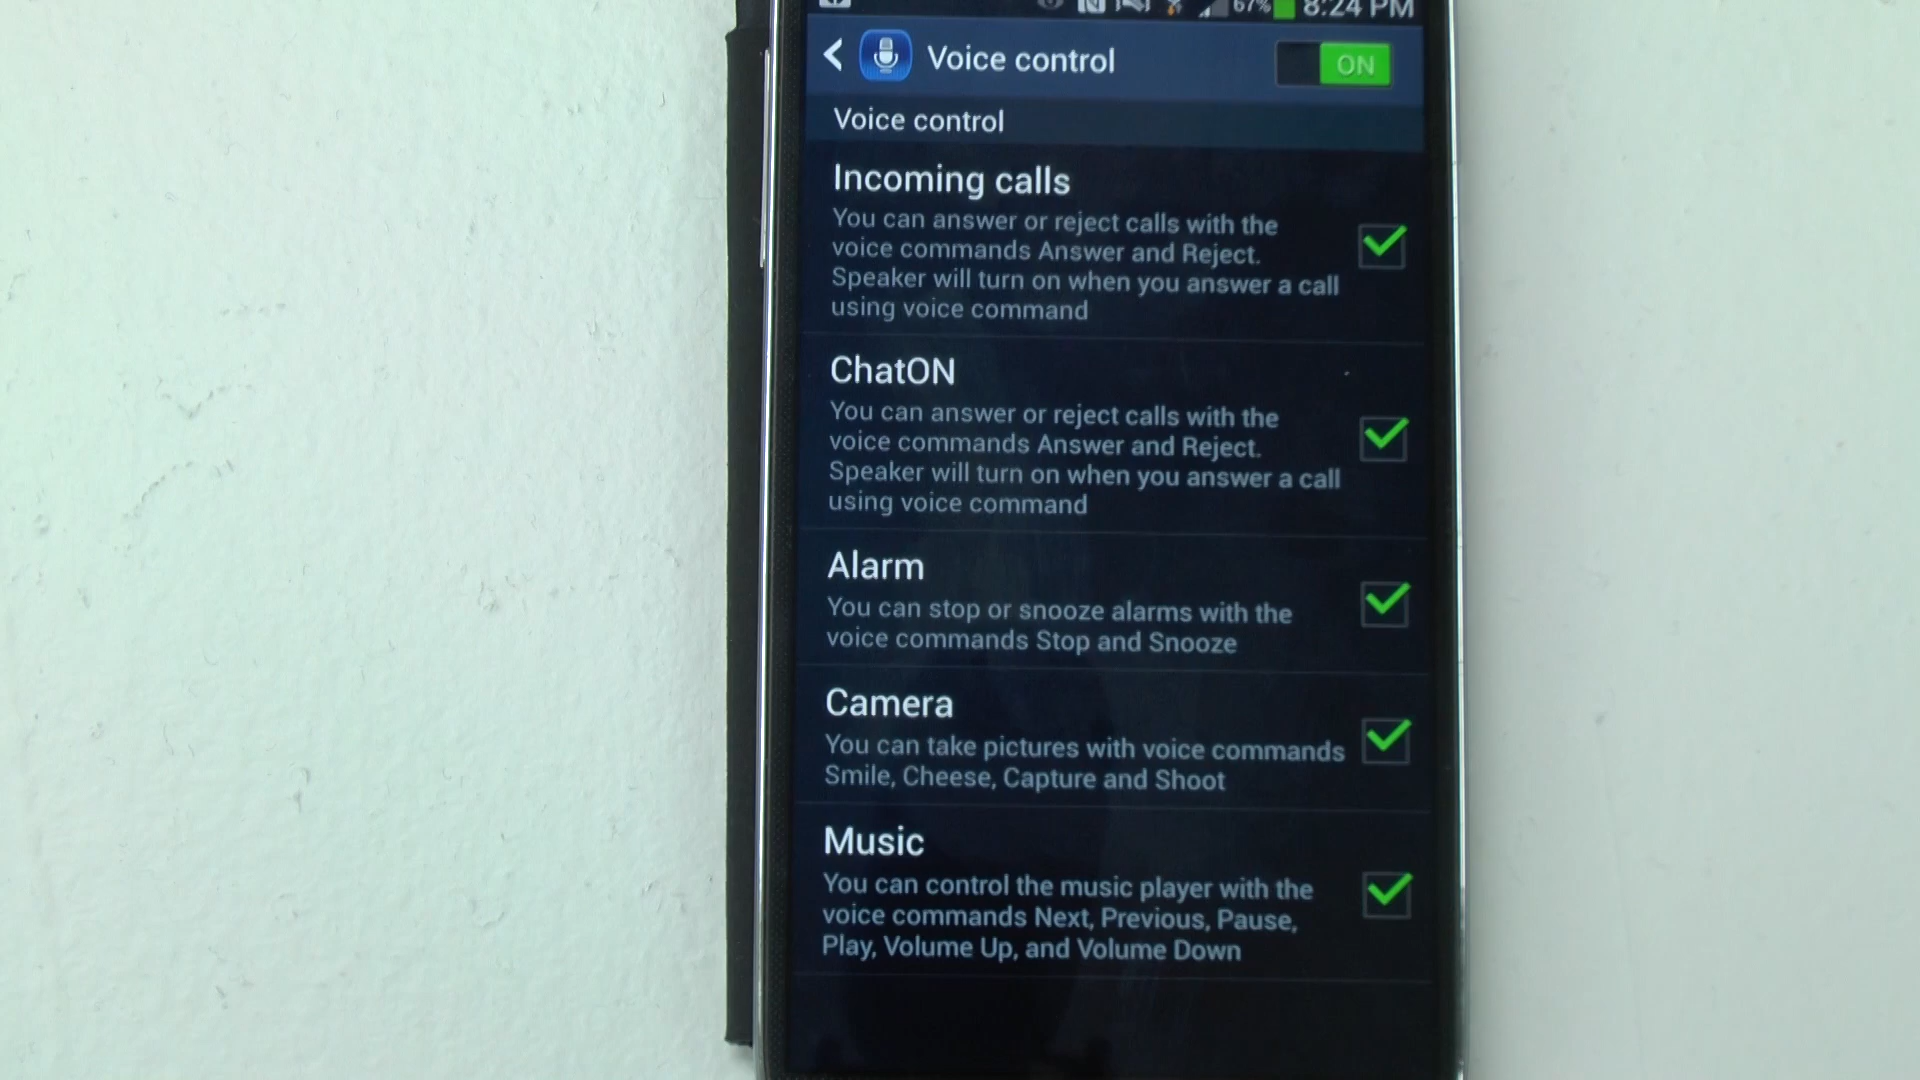 67% 8:24 PM
Voice control ON
Voice control
Incoming calls
You can answer or reject calls with the
voice commands Answer and Reject.
Speaker will turn on when you answer a call
using voice command
ChatON
You can answer or reject calls with the
voice commands Answer and Reject.
Speaker will turn on when you answer a call
using voice command
Alarm
You can stop or snooze alarms with the
voice commands Stop and Snooze
Camera
You can take pictures with voice commands
Smile, Cheese, Capture and Shoot
Music
You can control the music player with the
voice commands Next, Previous, Pause,
Play, Volume Up, and Volume Down